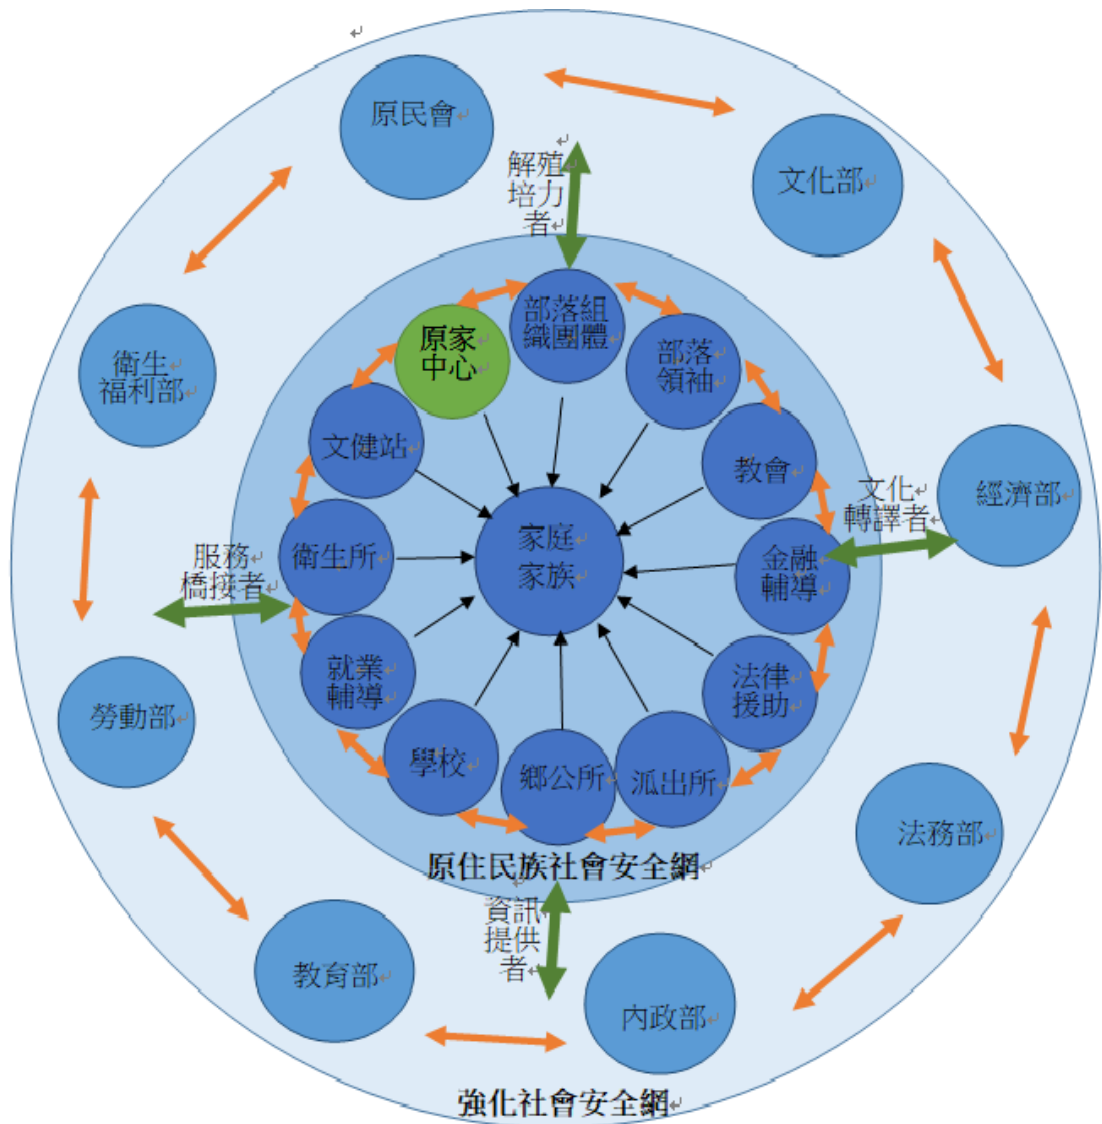 原民會
解殖
培力
者
文化部
部落組
織團體
原家
中心
部落
領袖
衛生
福利部
文健站
教會
文化
轉譯者
經濟部
家庭
家族
服務
橋接者
衛生所
金融
輔導
就業
輔導
法律
援助
勞動部
學校
鄉公所
派出所
法務部
原住民族社會安全網
資訊
提供
者
教育部
內政部
強化社會安全網